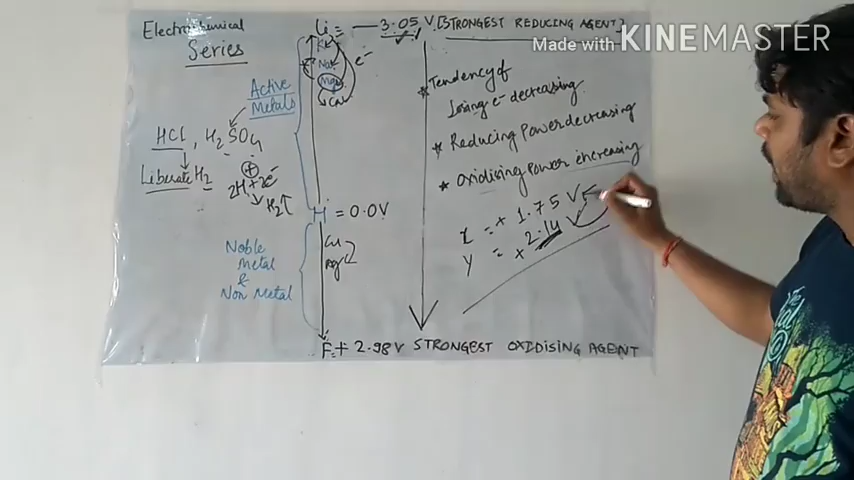 Electrochemical
Series
Li = — 3.05 V. [STRONGEST REDUCING AGENT]
Made with KINEMASTER
K
Na
Mg
Ca
e-
Active
Metals
HCl, H2SO4
Liberate H2
2H+ + 2e-
H2↑
H = 0.0V
Noble
Metal
&
Non Metal
Cu
Ag
F = + 2.98 V STRONGEST OXIDISING AGENT
* Tendency of
Losing e- decreasing.
* Reducing Power decreasing
* Oxidising Power increasing
X = + 1.75 V
Y = + 2.14 V